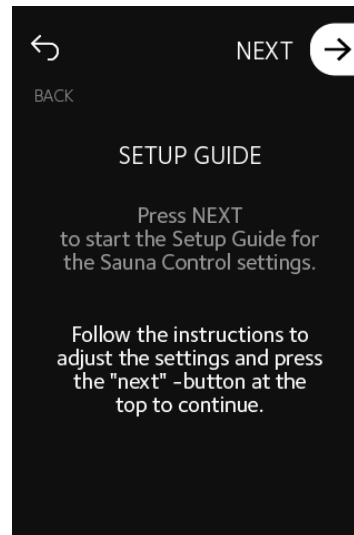 NEXT
BACK
SETUP GUIDE
Press NEXT
to start the Setup Guide for
the Sauna Control settings.
Follow the instructions to
adjust the settings and press
the "next" -button at the
top to continue.